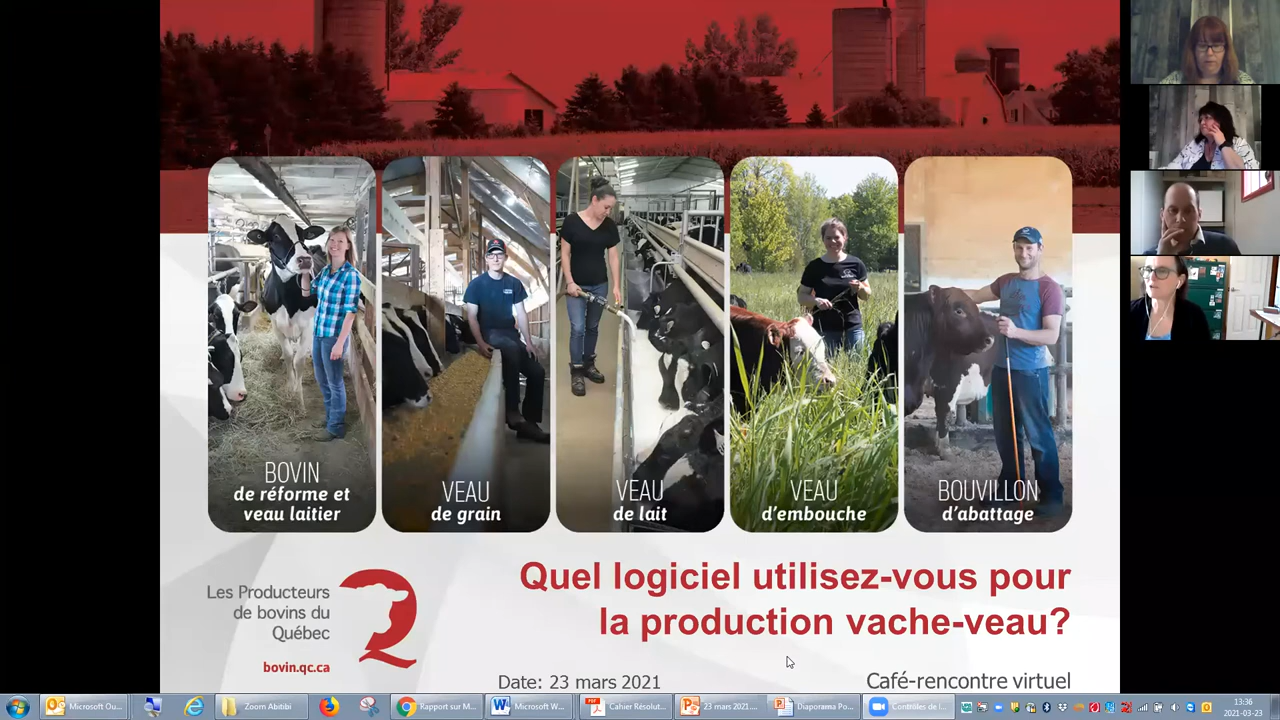 BOVIN
de réforme et
veau laitier
VEAU
de grain
VEAU
de lait
VEAU
d'embouche
BOUVILLON
d'abattage
Quel logiciel utilisez-vous pour
la production vache-veau?
Les Producteurs
de bovins du
Québec
bovin.qc.ca
Date: 23 mars 2021
Café-rencontre virtuel
Microsoft Ou...
Zoom Abitibi
Rapport sur M...
Microsoft W...
Cahier Résolut...
23 mars 2021....
Diaporama Po...
Contrôles de l...
13:36
2021-03-23